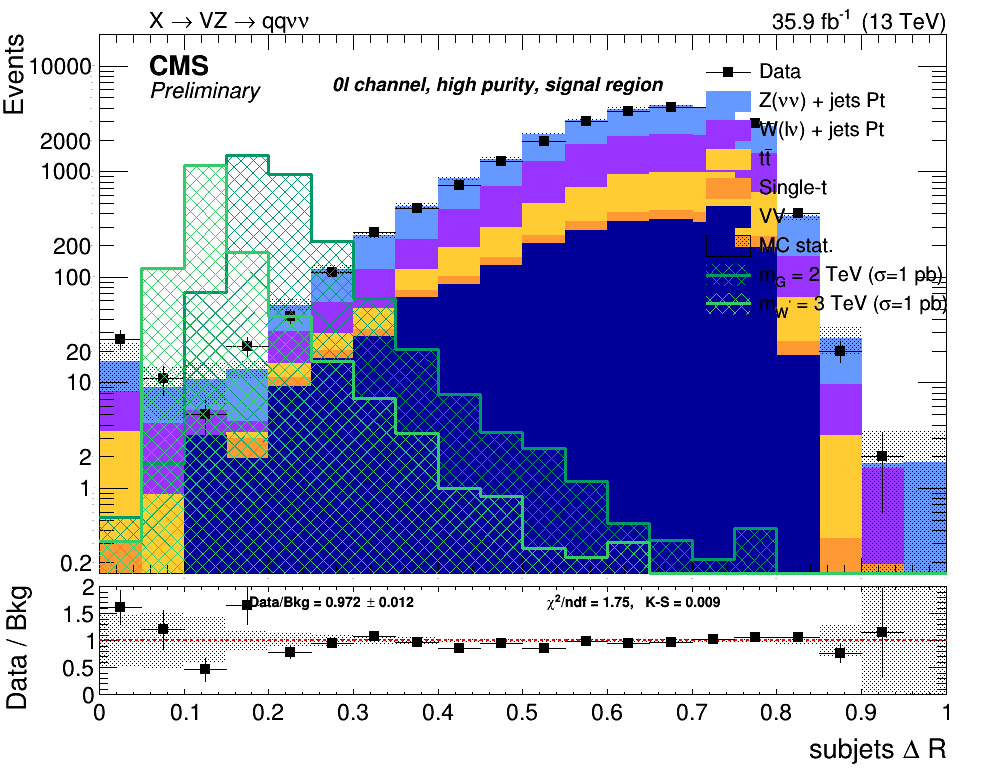 X → VZ → qqνν
35.9 fb⁻¹ (13 TeV)
Events
CMS
Preliminary
0l channel, high purity, signal region
Data
Z(νν) + jets Pt
W(lν) + jets Pt
tt̄
Single-t
VV
MC stat.
m_G = 2 TeV (σ=1 pb)
m_W' = 3 TeV (σ=1 pb)
10000
2000
1000
200
100
20
10
2
1
0.2
Data / Bkg
2
1.5
1
0.5
0
Data/Bkg = 0.972 ± 0.012
χ²/ndf = 1.75, K-S = 0.009
0 0.1 0.2 0.3 0.4 0.5 0.6 0.7 0.8 0.9 1
subjets Δ R